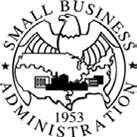 SMALL BUSINESS
ADMINISTRATION
1953